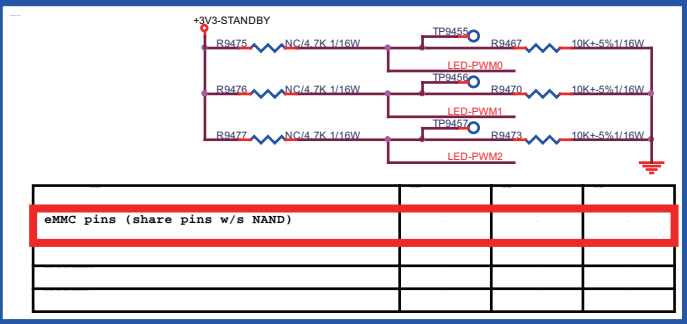 +3V3-STANDBY
R9475 NC/4.7K 1/16W TP9455 R9467 10K+-5%1/16W
LED-PWM0
R9476 NC/4.7K 1/16W TP9456 R9470 10K+-5%1/16W
LED-PWM1
R9477 NC/4.7K 1/16W TP9457 R9473 10K+-5%1/16W
LED-PWM2
eMMC pins (share pins w/s NAND)